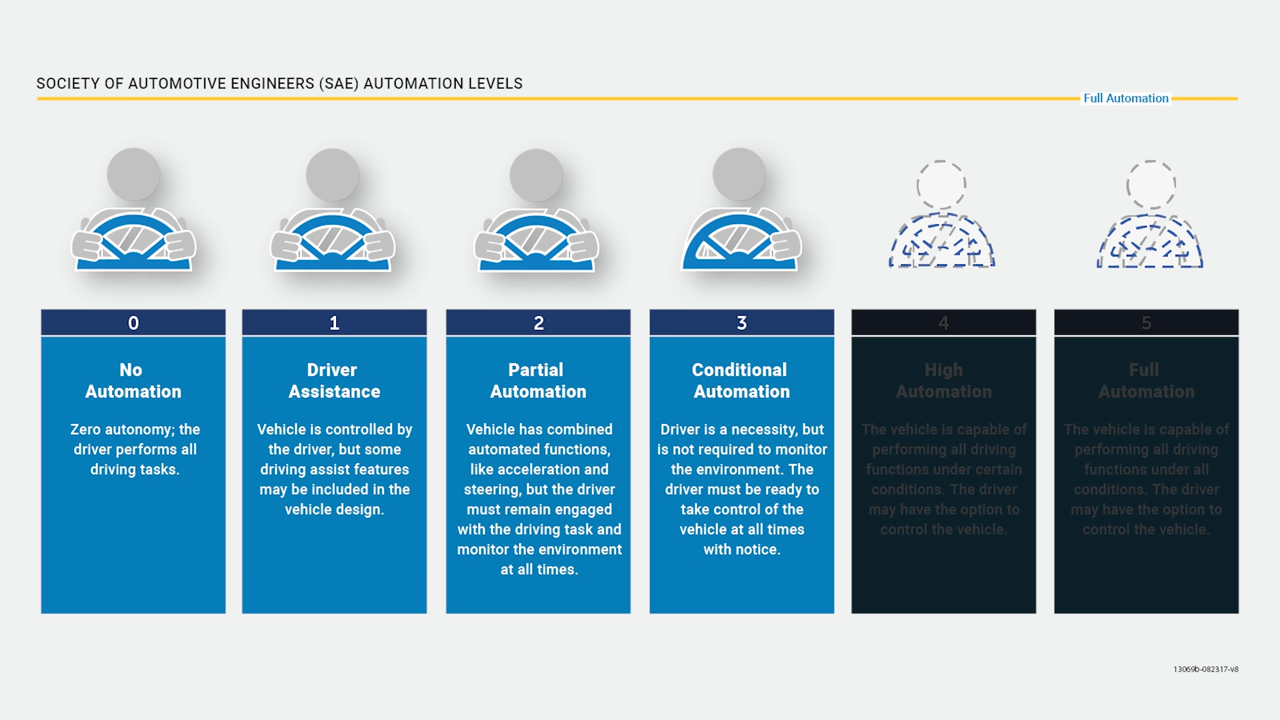 SOCIETY OF AUTOMOTIVE ENGINEERS (SAE) AUTOMATION LEVELS
Full Automation
0
No
Automation
Zero autonomy; the
driver performs all
driving tasks.
1
Driver
Assistance
Vehicle is controlled by
the driver, but some
driving assist features
may be included in the
vehicle design.
2
Partial
Automation
Vehicle has combined
automated functions,
like acceleration and
steering, but the driver
must remain engaged
with the driving task and
monitor the environment
at all times.
3
Conditional
Automation
Driver is a necessity, but
is not required to monitor
the environment. The
driver must be ready to
take control of the
vehicle at all times
with notice.
4
High
Automation
The vehicle is capable of
performing all driving
functions under certain
conditions. The driver
may have the option to
control the vehicle.
5
Full
Automation
The vehicle is capable of
performing all driving
functions under all
conditions. The driver
may have the option to
control the vehicle.
13069b-082317-v8